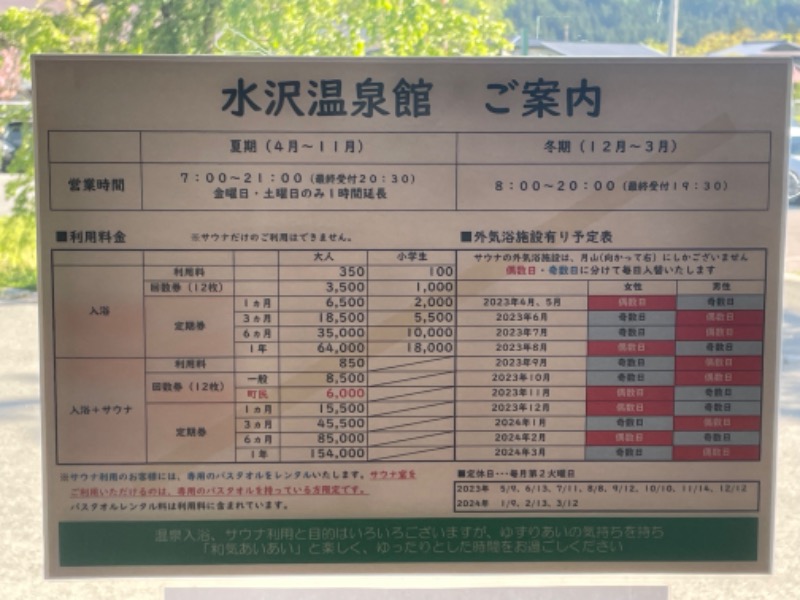 水沢温泉館 ご案内
夏期（4月～11月） 冬期（12月～3月）
営業時間 7：00～21：00（最終受付20：30） 8：00～20：00（最終受付19：30）
金曜日・土曜日のみ1時間延長
■利用料金 ※サウナだけのご利用はできません。
大人 小学生
入浴 利用料 350 100
回数券（12枚） 3,500 1,000
定期券 1ヵ月 6,500 2,000
3ヵ月 18,500 5,500
6ヵ月 35,000 10,000
1年 64,000 18,000
入浴＋サウナ 利用料 850
回数券（12枚） 一般 8,500
町民 6,000
定期券 1ヵ月 15,500
3ヵ月 45,500
6ヵ月 85,000
1年 154,000
※サウナ利用のお客様には、専用のバスタオルをレンタルいたします。サウナ室を
ご利用いただけるのは、専用のバスタオルを持っている方限定です。
バスタオルレンタル料は利用料に含まれています。
■外気浴施設有り予定表
サウナの外気浴施設は、月山(向かって右）にしかございません
偶数日・奇数日に分けて毎日入替いたします
女性 男性
2023年4月、5月 偶数日 奇数日
2023年6月 奇数日 偶数日
2023年7月 奇数日 偶数日
2023年8月 偶数日 奇数日
2023年9月 奇数日 偶数日
2023年10月 奇数日 偶数日
2023年11月 偶数日 奇数日
2023年12月 偶数日 奇数日
2024年1月 奇数日 偶数日
2024年2月 偶数日 奇数日
2024年3月 奇数日 偶数日
■定休日・・・毎月第2火曜日
2023年 5/9、6/13、7/11、8/8、9/12、10/10、11/14、12/12
2024年 1/9、2/13、3/12
温泉入浴、サウナ利用と目的はいろいろございますが、ゆずりあいの気持ちを持ち
「和気あいあい」と楽しく、ゆったりとした時間をお過ごしください